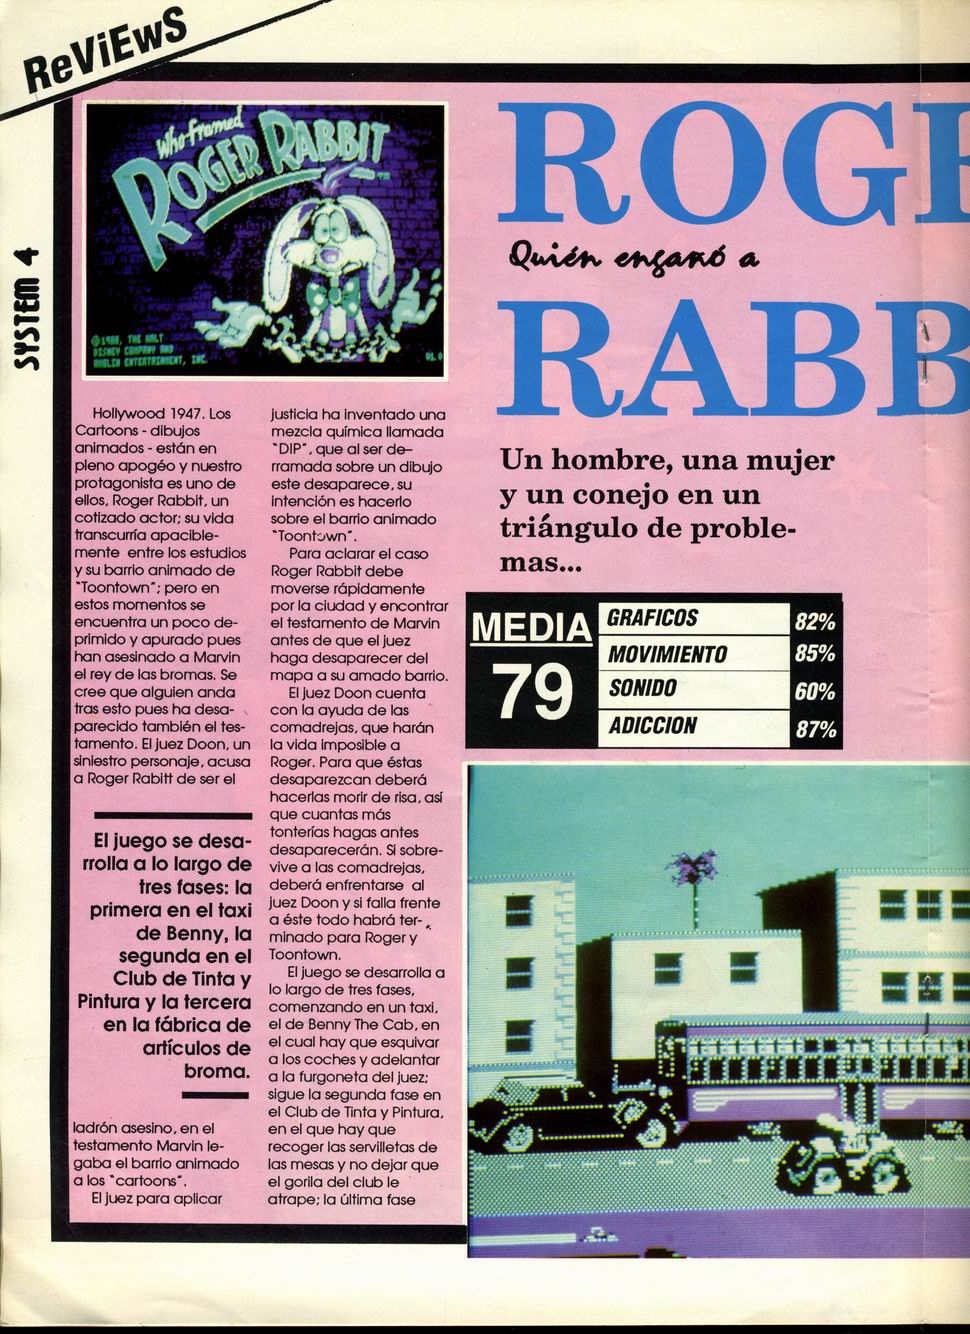 ReViEwS
SYSTEM 4
Who Framed
ROGER RABBIT
TM
©1988, THE WALT
DISNEY COMPANY AND
AMBLIN ENTERTAINMENT, INC.
V1.0
ROGE
Quién engañó a
RABB
Un hombre, una mujer
y un conejo en un
triángulo de proble-
mas...
MEDIA
79
GRAFICOS 82%
MOVIMIENTO 85%
SONIDO 60%
ADICCION 87%
Hollywood 1947. Los
Cartoons - dibujos
animados - están en
pleno apogéo y nuestro
protagonista es uno de
ellos, Roger Rabbit, un
cotizado actor; su vida
transcurría apacible-
mente entre los estudios
y su barrio animado de
"Toontown"; pero en
estos momentos se
encuentra un poco de-
primido y apurado pues
han asesinado a Marvin
el rey de las bromas. Se
cree que alguien anda
tras esto pues ha desa-
parecido también el tes-
tamento. El juez Doon, un
siniestro personaje, acusa
a Roger Rabitt de ser el
El juego se desa-
rrolla a lo largo de
tres fases: la
primera en el taxi
de Benny, la
segunda en el
Club de Tinta y
Pintura y la tercera
en la fábrica de
artículos de
broma.
ladrón asesino, en el
testamento Marvin le-
gaba el barrio animado
a los "cartoons".
El juez para aplicar
justicia ha inventado una
mezcla química llamada
"DIP", que al ser de-
rramada sobre un dibujo
este desaparece, su
intención es hacerlo
sobre el barrio animado
"Toontown".
Para aclarar el caso
Roger Rabbit debe
moverse rápidamente
por la ciudad y encontrar
el testamento de Marvin
antes de que el juez
haga desaparecer del
mapa a su amado barrio.
El juez Doon cuenta
con la ayuda de las
comadrejas, que harán
la vida imposible a
Roger. Para que éstas
desaparezcan deberá
hacerlas morir de risa, así
que cuantas más
tonterías hagas antes
desaparecerán. Si sobre-
vive a las comadrejas,
deberá enfrentarse al
juez Doon y si falla frente
a éste todo habrá ter-
minado para Roger y
Toontown.
El juego se desarrolla a
lo largo de tres fases,
comenzando en un taxi,
el de Benny The Cab, en
el cual hay que esquivar
a los coches y adelantar
a la furgoneta del juez;
sigue la segunda fase en
el Club de Tinta y Pintura,
en el que hay que
recoger las servilletas de
las mesas y no dejar que
el gorila del club le
atrape; la última fase